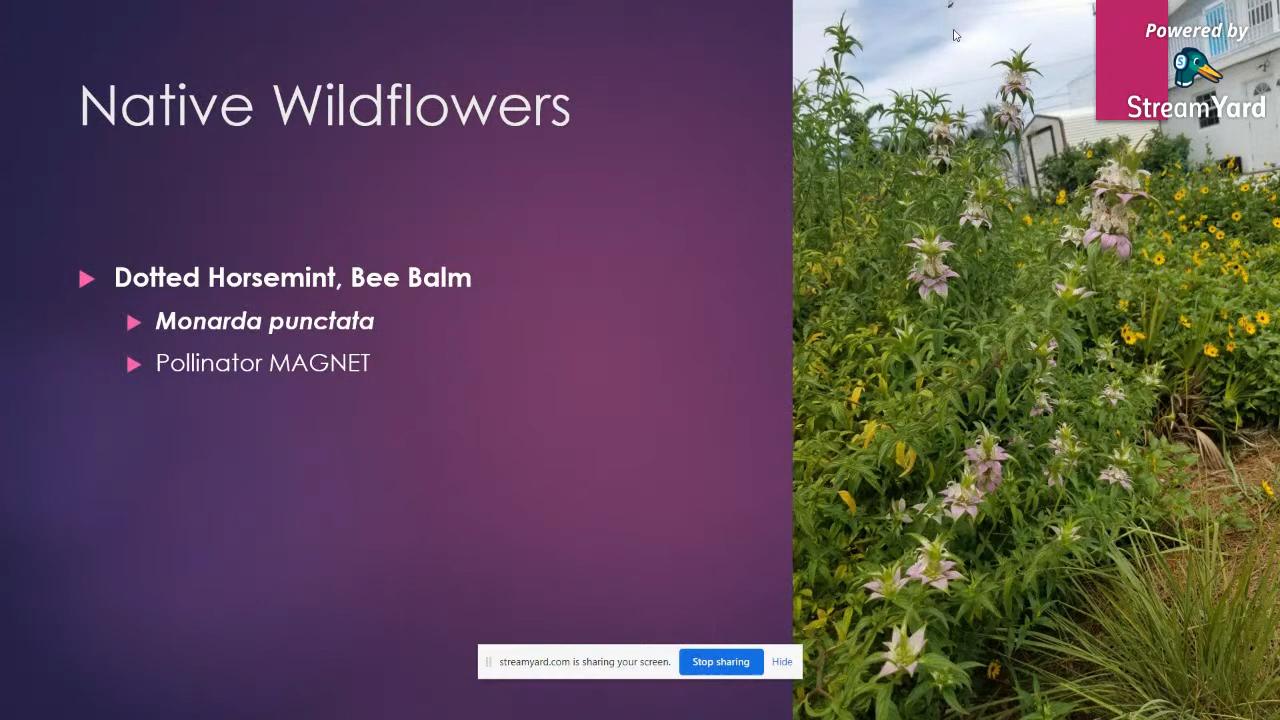 Native Wildflowers
Dotted Horsemint, Bee Balm
Monarda punctata
Pollinator MAGNET
Powered by
S
StreamYard
streamyard.com is sharing your screen.
Stop sharing
Hide